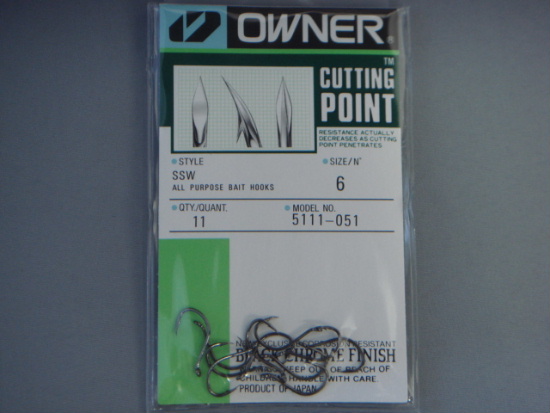 OWNER®
CUTTING
POINT™
RESISTANCE ACTUALLY
DECREASES AS CUTTING
POINT PENETRATES
STYLE
SSW
ALL PURPOSE BAIT HOOKS
SIZE/Nº
6
QTY./QUANT.
11
MODEL NO.
5111-051
BLACK CHROME FINISH
KEEP OUT OF REACH OF
CHILDREN. HANDLE WITH CARE.
PRODUCT OF JAPAN